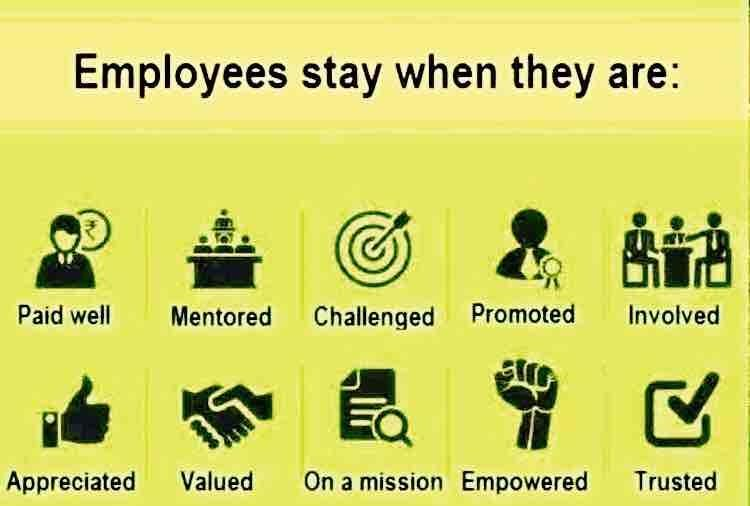 Employees stay when they are:
₹
Paid well
Mentored
Challenged
Promoted
Involved
Appreciated
Valued
On a mission
Empowered
Trusted